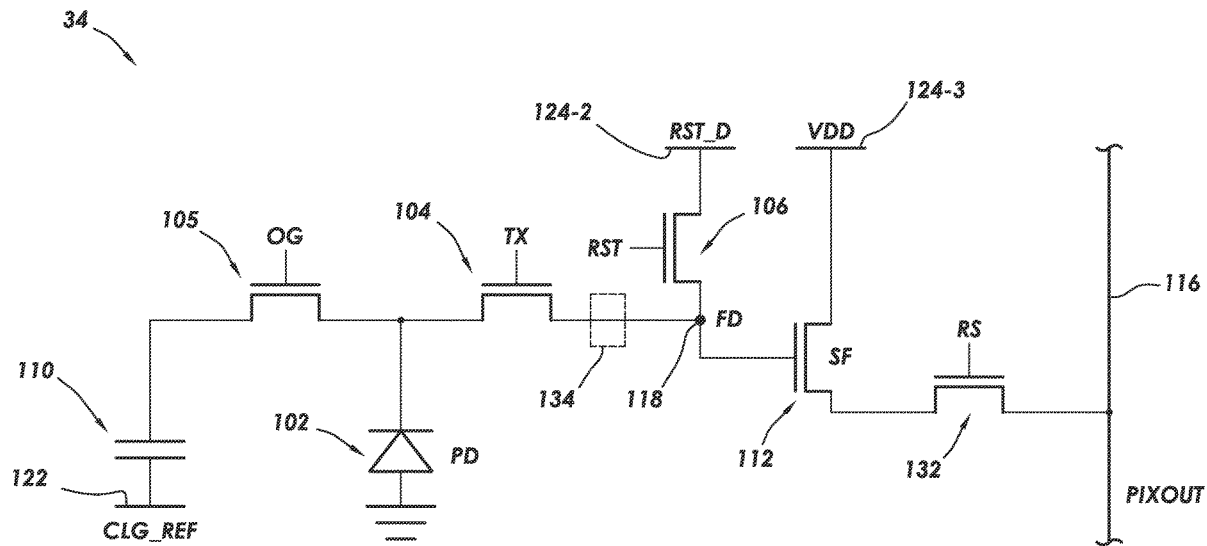 34
124-2
124-3
RST_D
VDD
105
104
106
OG
TX
RST
116
FD
SF
RS
110
134
118
102
PD
112
132
122
CLG_REF
PIXOUT